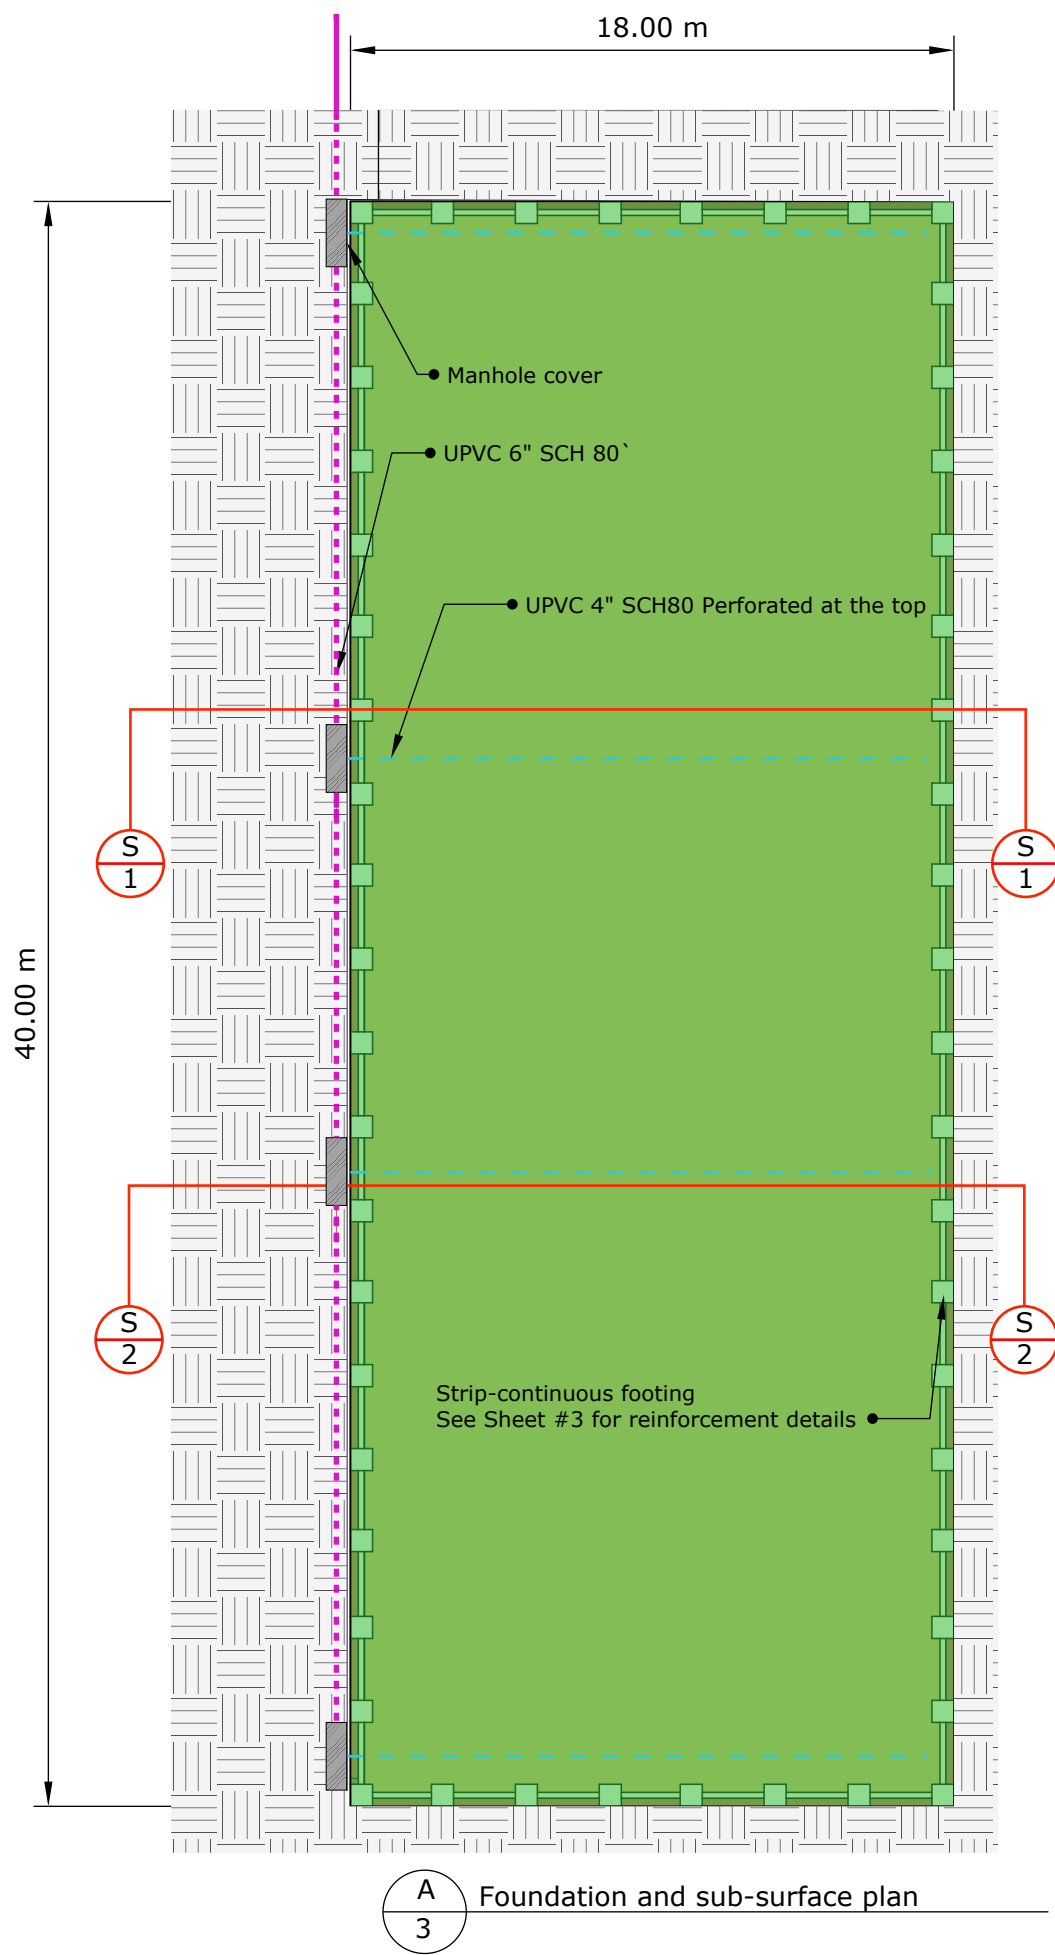 18.00 m
Manhole cover
UPVC 6" SCH 80`
UPVC 4" SCH80 Perforated at the top
S
1
S
1
40.00 m
S
2
S
2
Strip-continuous footing
See Sheet #3 for reinforcement details
A
3
Foundation and sub-surface plan